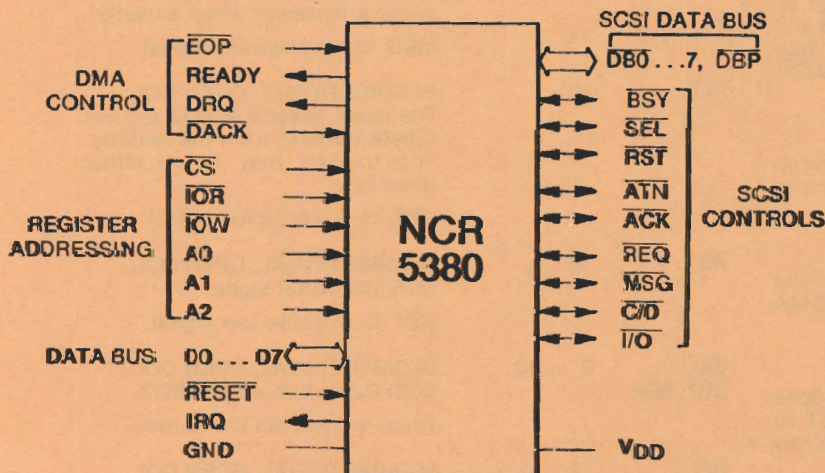 SCSI DATA BUS
DB0 . . . 7, DBP
DMA
CONTROL
EOP
READY
DRQ
DACK
REGISTER
ADDRESSING
CS
IOR
IOW
A0
A1
A2
DATA BUS D0 . . . D7
RESET
IRQ
GND
NCR
5380
BSY
SEL
RST
ATN
ACK
REQ
MSG
C/D
I/O
SCSI
CONTROLS
VDD